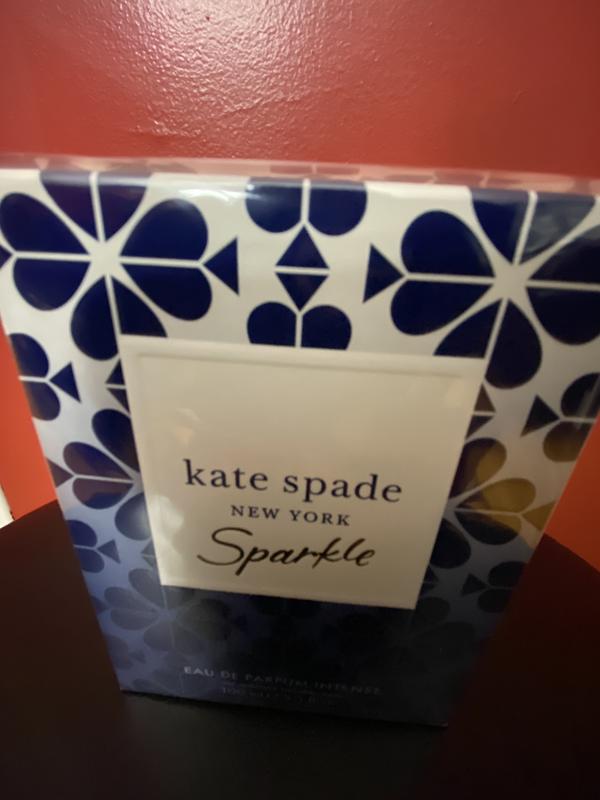 kate spade
NEW YORK
Sparkle
EAU DE PARFUM INTENSE